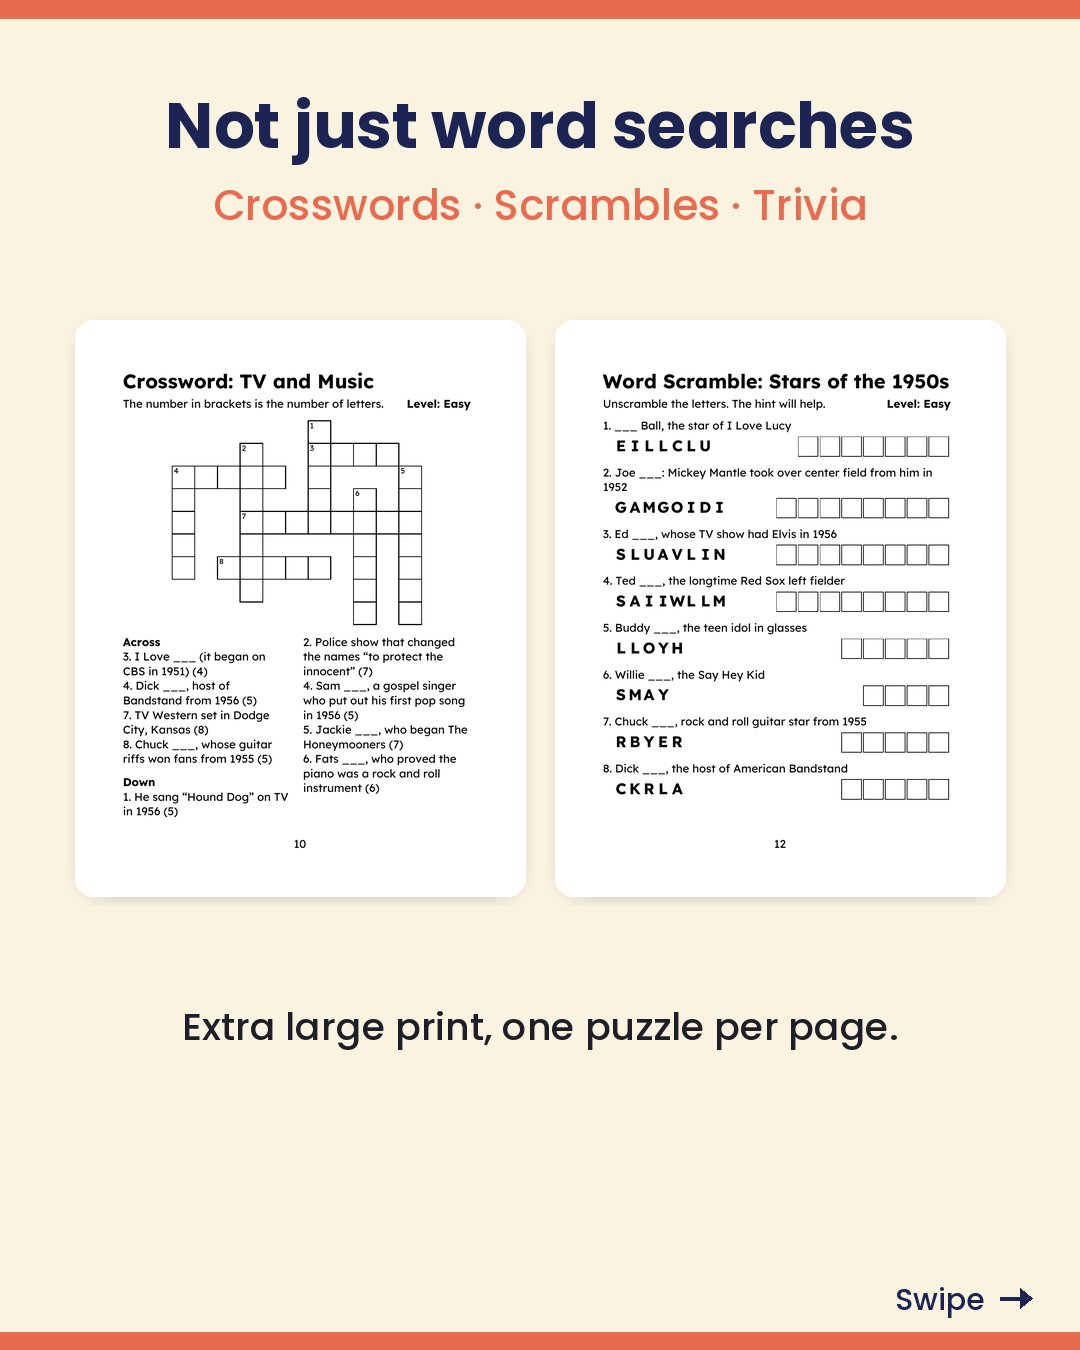 Not just word searches
Crosswords · Scrambles · Trivia
Crossword: TV and Music
The number in brackets is the number of letters. Level: Easy
1
2
3
4
5
6
7
8
Across
3. I Love ___ (it began on
CBS in 1951) (4)
4. Dick ___, host of
Bandstand from 1956 (5)
7. TV Western set in Dodge
City, Kansas (8)
8. Chuck ___, whose guitar
riffs won fans from 1955 (5)
Down
1. He sang “Hound Dog” on TV
in 1956 (5)
2. Police show that changed
the names “to protect the
innocent” (7)
4. Sam ___, a gospel singer
who put out his first pop song
in 1956 (5)
5. Jackie ___, who began The
Honeymooners (7)
6. Fats ___, who proved the
piano was a rock and roll
instrument (6)
10
Word Scramble: Stars of the 1950s
Unscramble the letters. The hint will help. Level: Easy
1. ___ Ball, the star of I Love Lucy
EILLCLU
2. Joe ___: Mickey Mantle took over center field from him in
1952
GAMGOIDI
3. Ed ___, whose TV show had Elvis in 1956
SLUAVLIN
4. Ted ___, the longtime Red Sox left fielder
SAIIWLLM
5. Buddy ___, the teen idol in glasses
LLOYH
6. Willie ___, the Say Hey Kid
SMAY
7. Chuck ___, rock and roll guitar star from 1955
RBYER
8. Dick ___, the host of American Bandstand
CKRLA
12
Extra large print, one puzzle per page.
Swipe →